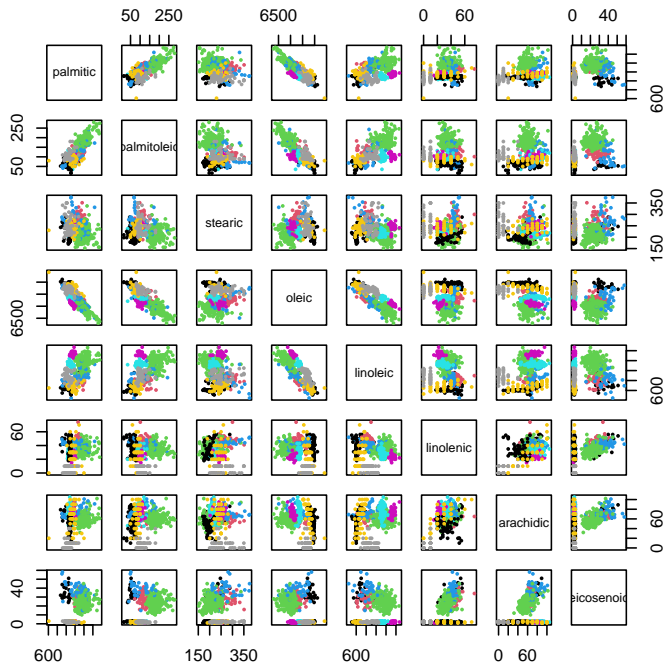 50 250 6500 0 60 0 40
palmitic 600
50 250 palmitoleic
stearic 150 350
6500 oleic
linoleic 600
0 60 linolenic
arachidic 0 60
0 40 eicosenoic
600 150 350 600 0 60